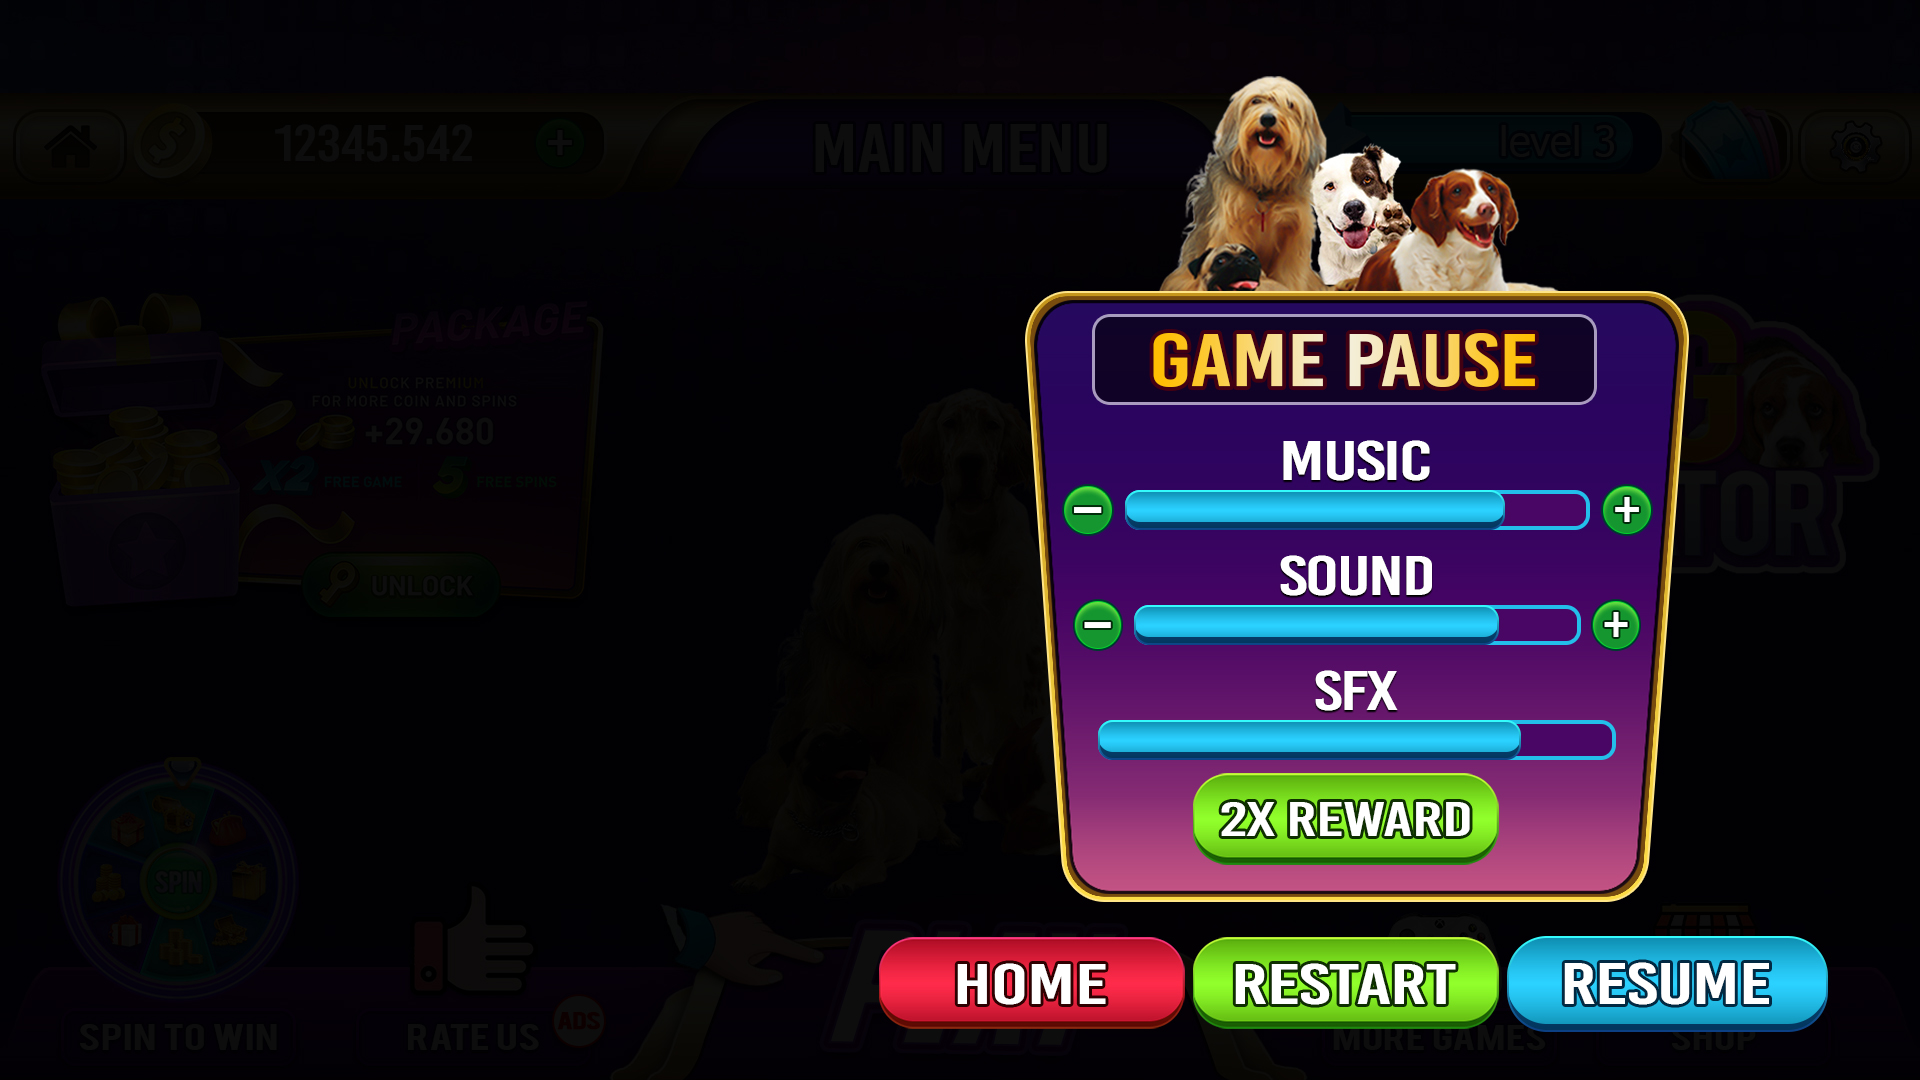 12345.542
MAIN MENU
level 3
PACKAGE
UNLOCK PREMIUM
FOR MORE COIN AND SPINS
+29.680
X2 FREE GAME
5 FREE SPINS
UNLOCK
GAME PAUSE
MUSIC
SOUND
SFX
2X REWARD
HOME
RESTART
RESUME
SPIN
SPIN TO WIN
RATE US
ADS
PLAY
MORE GAMES
SHOP